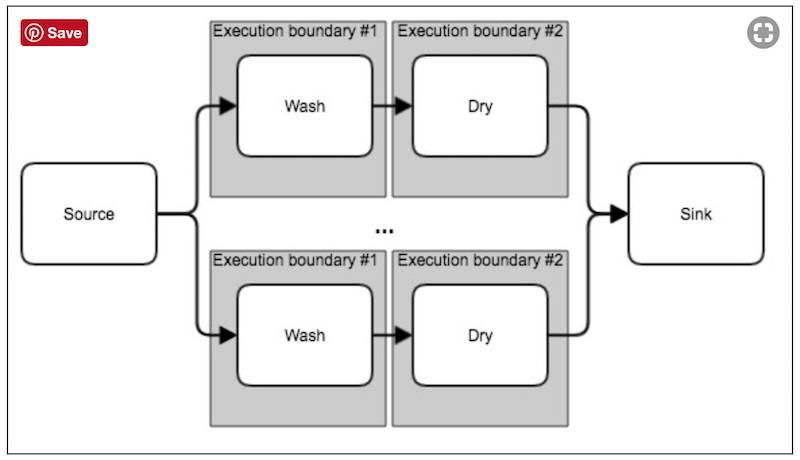 Save
Execution boundary #1
Execution boundary #2
Wash
Dry
Source
Sink
...
Execution boundary #1
Execution boundary #2
Wash
Dry